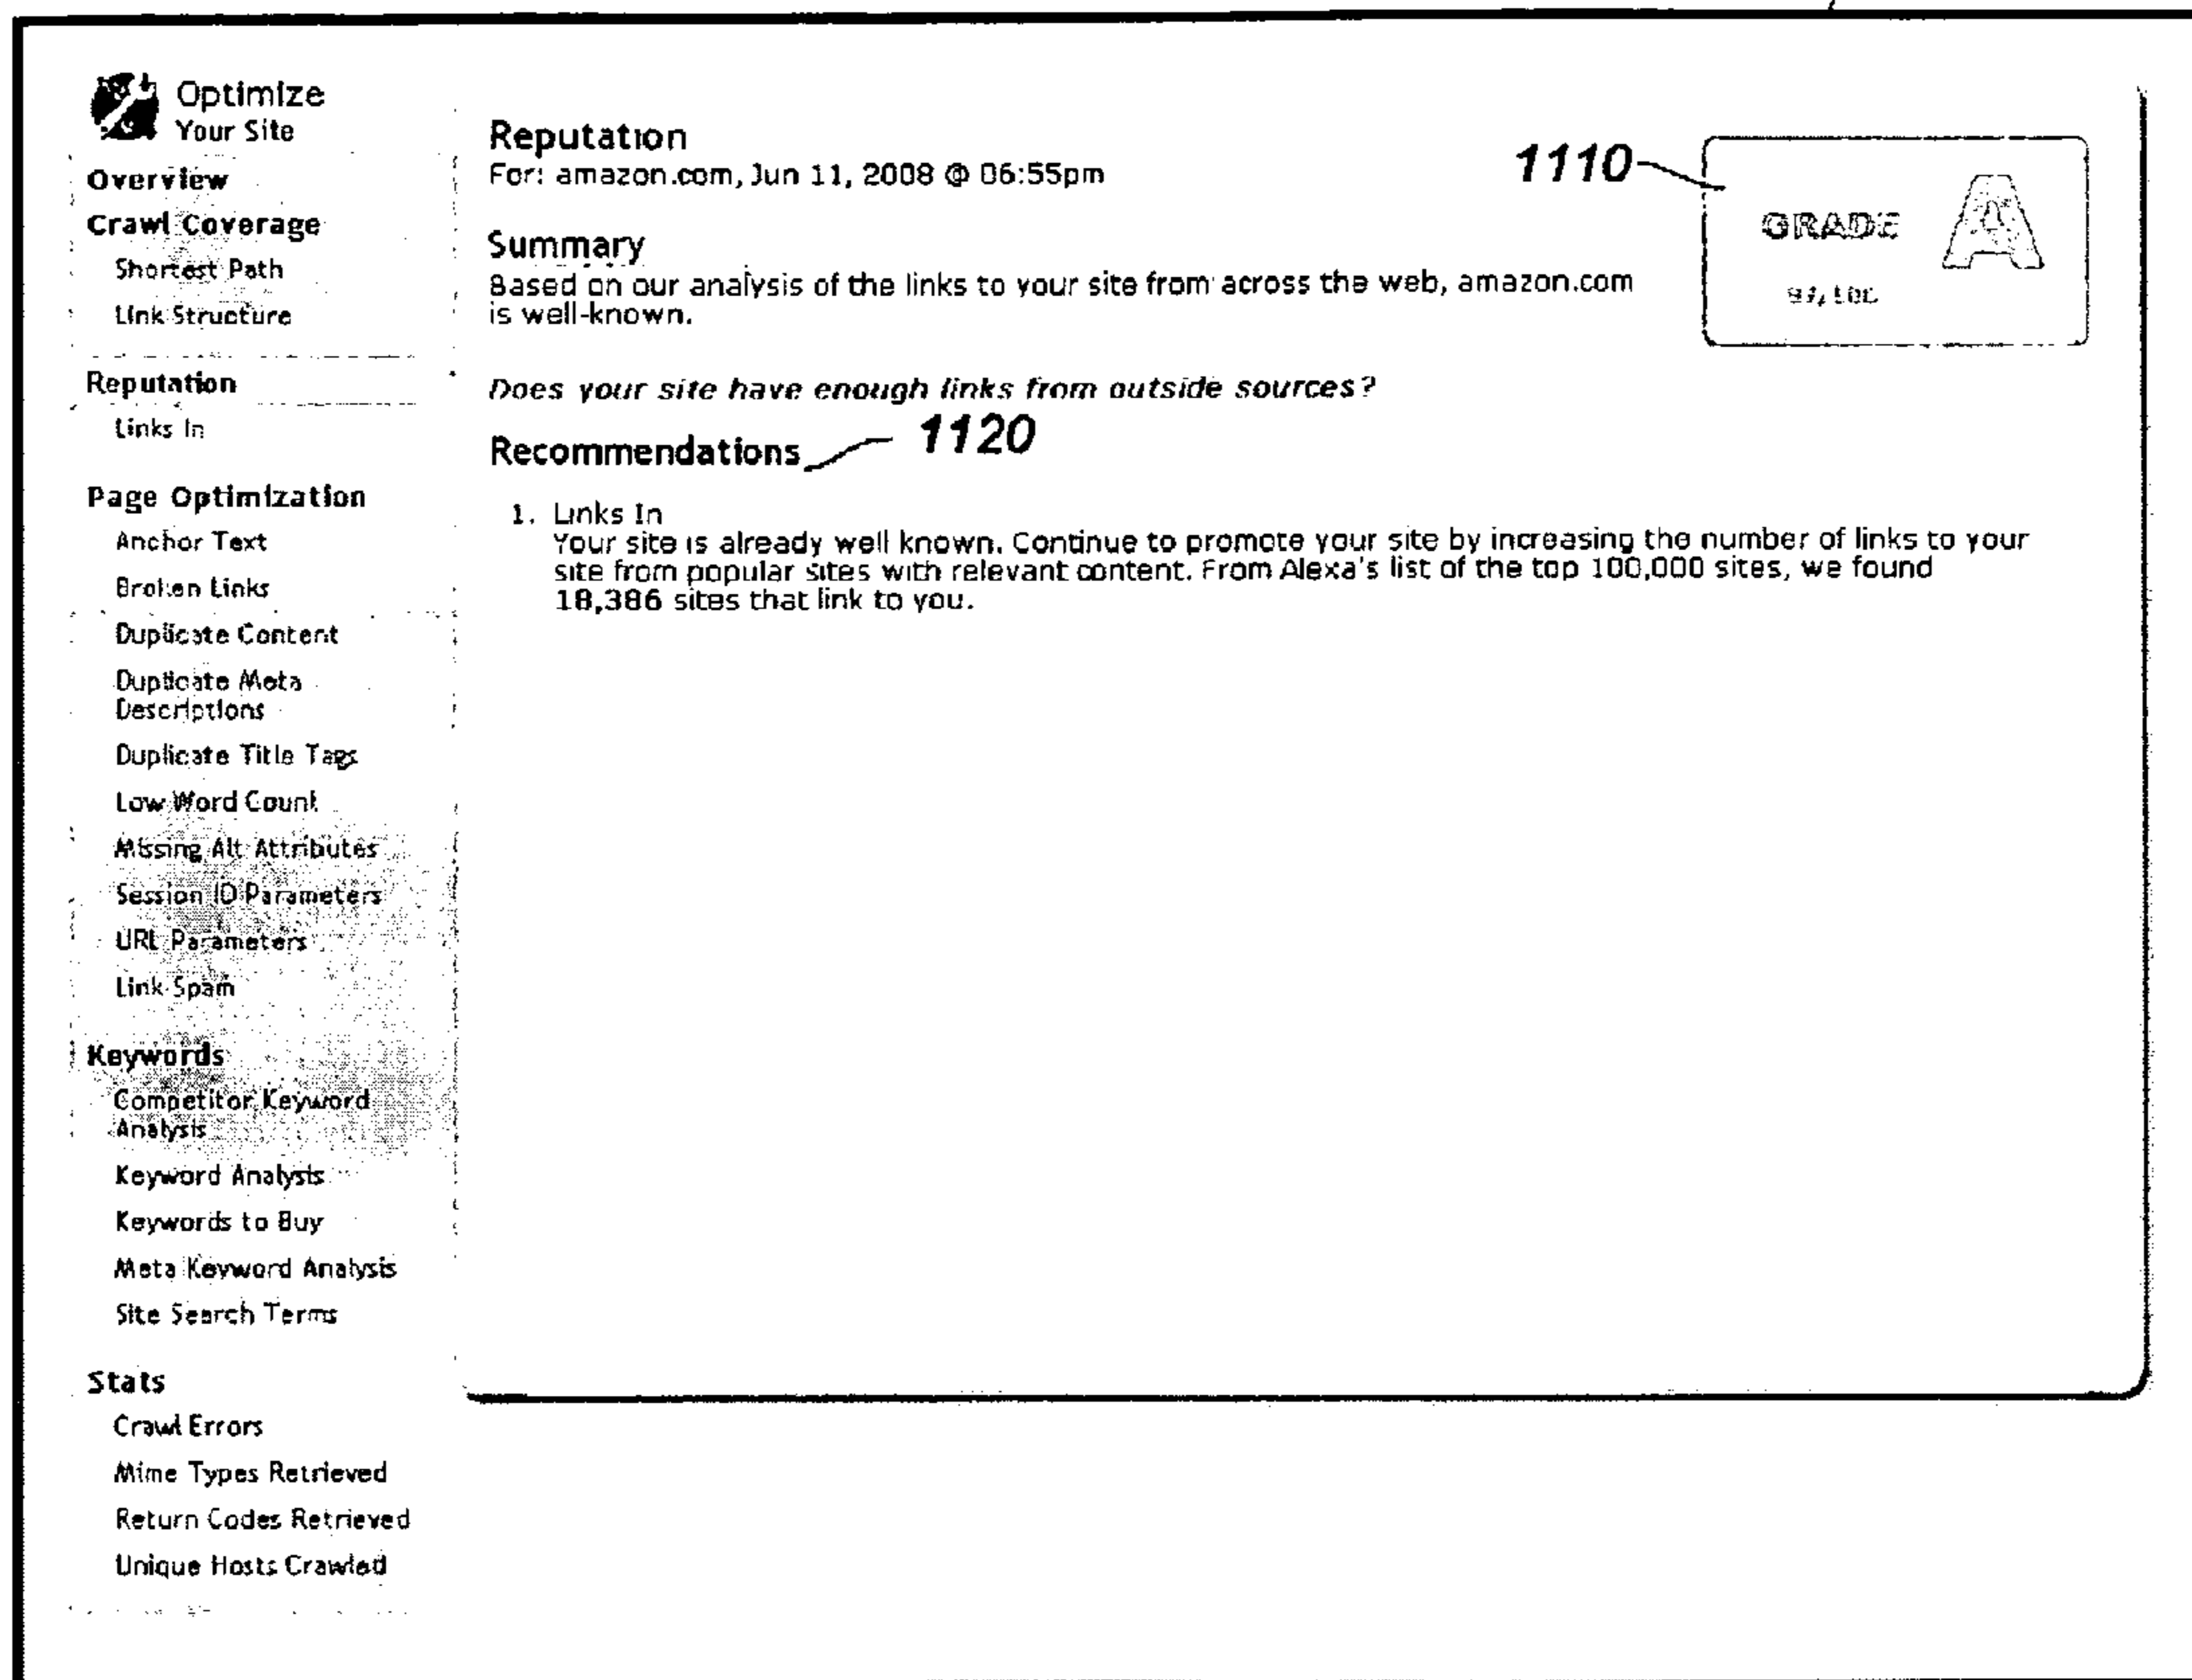 Optimize
Your Site
Overview
Crawl Coverage
Shortest Path
Link Structure
Reputation
Links In
Page Optimization
Anchor Text
Broken Links
Duplicate Content
Duplicate Meta
Descriptions
Duplicate Title Tags
Low Word Count
Missing Alt Attributes
Session ID Parameters
URL Parameters
Link Spam
Keywords
Competitor Keyword
Analysis
Keyword Analysis
Keywords to Buy
Meta Keyword Analysis
Site Search Terms
Stats
Crawl Errors
Mime Types Retrieved
Return Codes Retrieved
Unique Hosts Crawled
Reputation
For: amazon.com, Jun 11, 2008 @ 06:55pm
1110
GRADE A
Summary
Based on our analysis of the links to your site from across the web, amazon.com
is well-known.
Does your site have enough links from outside sources?
Recommendations 1120
1. Links In
Your site is already well known. Continue to promote your site by increasing the number of links to your
site from popular sites with relevant content. From Alexa's list of the top 100,000 sites, we found
18,386 sites that link to you.